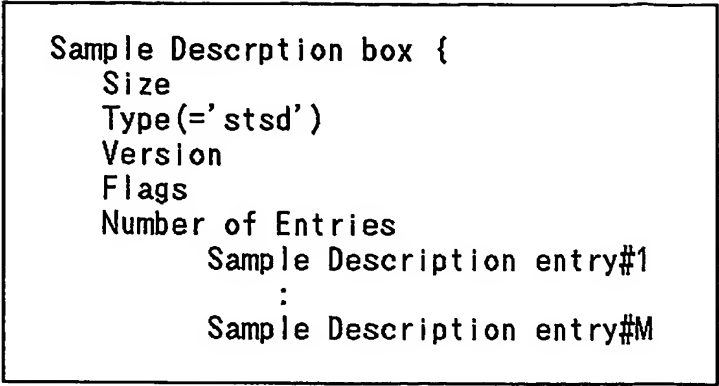 Sample Descrption box {
Size
Type(='stsd')
Version
Flags
Number of Entries
Sample Description entry#1
:
Sample Description entry#M